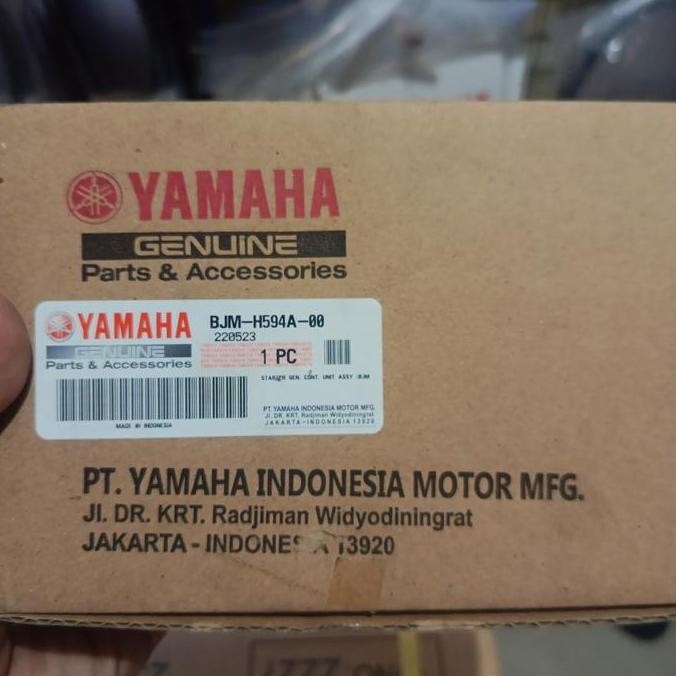 YAMAHA
GENUINE
Parts & Accessories
YAMAHA
GENUINE
Parts & Accessories
MADE IN INDONESIA
BJM-H594A-00
220523
1 PC
STARTER GEN. CONT. UNIT ASSY :BJM
PT. YAMAHA INDONESIA MOTOR MFG.
Jl. DR. KRT. Radjiman Widyodiningrat
JAKARTA-INDONESIA 13920
PT. YAMAHA INDONESIA MOTOR MFG.
Jl. DR. KRT. Radjiman Widyodiningrat
JAKARTA - INDONESIA 13920